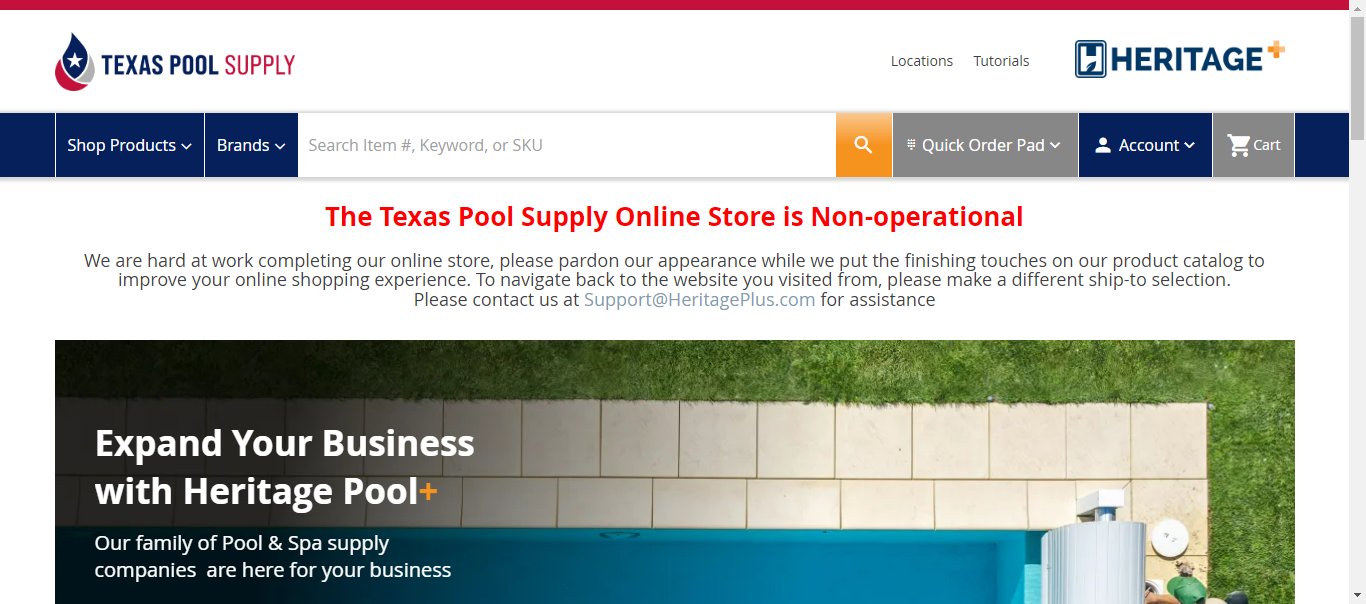 TEXAS POOL SUPPLY
Locations
Tutorials
HERITAGE+
Shop Products
Brands
Search Item #, Keyword, or SKU
Quick Order Pad
Account
Cart
The Texas Pool Supply Online Store is Non-operational
We are hard at work completing our online store, please pardon our appearance while we put the finishing touches on our product catalog to
improve your online shopping experience. To navigate back to the website you visited from, please make a different ship-to selection.
Please contact us at Support@HeritagePlus.com for assistance
Expand Your Business
with Heritage Pool+
Our family of Pool & Spa supply
companies are here for your business